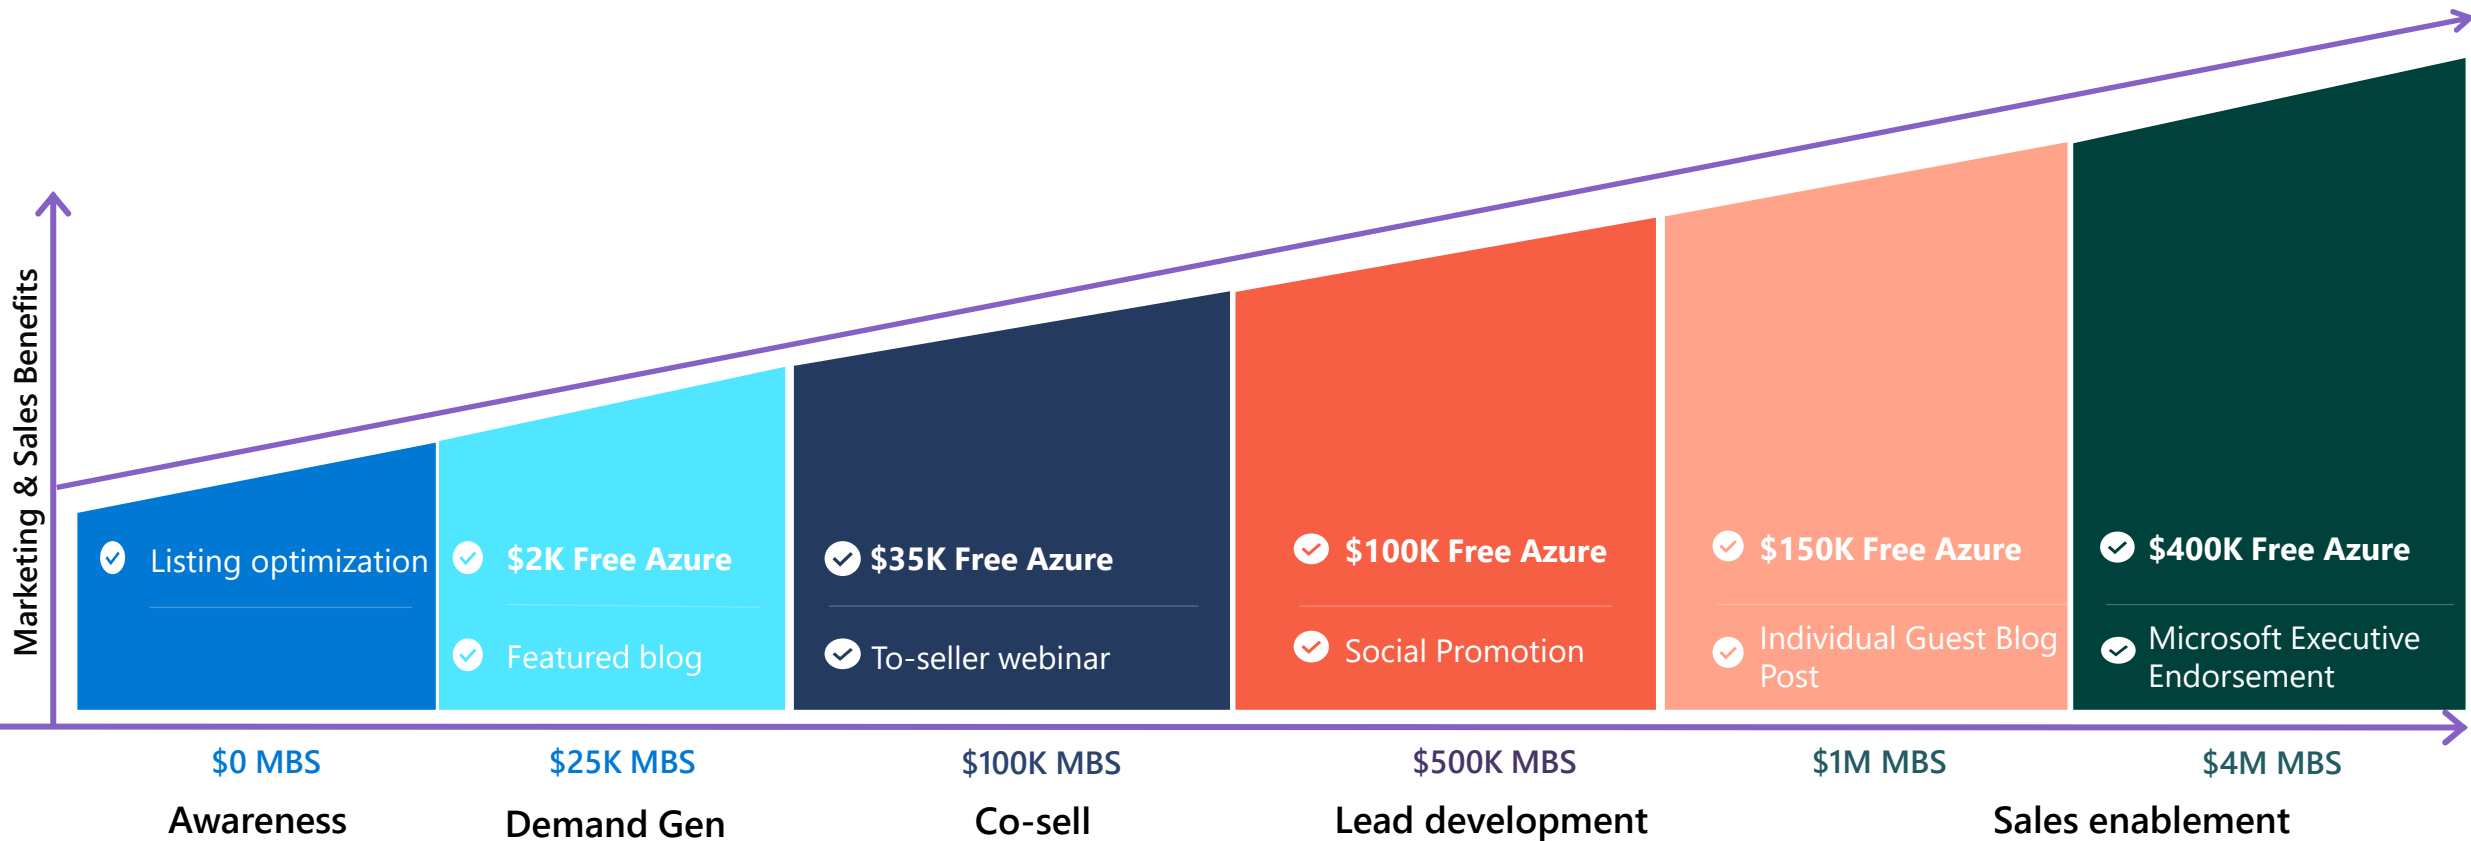 Marketing & Sales Benefits
Listing optimization
$2K Free Azure
Featured blog
$35K Free Azure
To-seller webinar
$100K Free Azure
Social Promotion
$150K Free Azure
Individual Guest Blog
Post
$400K Free Azure
Microsoft Executive
Endorsement
$0 MBS
$25K MBS
$100K MBS
$500K MBS
$1M MBS
$4M MBS
Awareness
Demand Gen
Co-sell
Lead development
Sales enablement